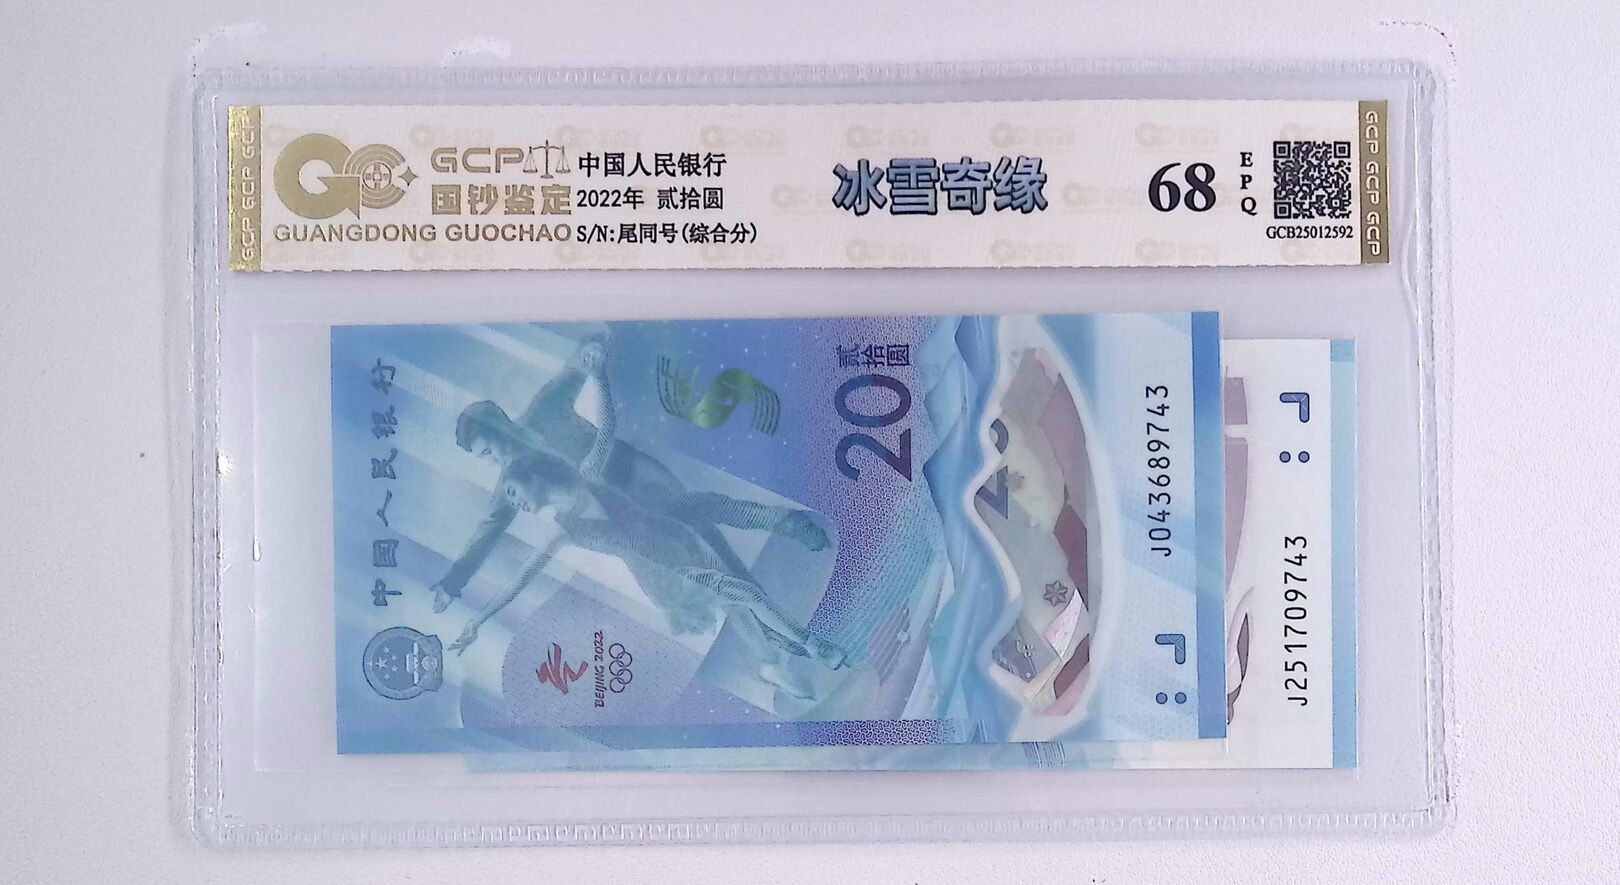 GCP GCP GCP
GCP
国钞鉴定
GUANGDONG GUOCHAO
中国人民银行
2022年 贰拾圆
S/N:尾同号(综合分)
冰雪奇缘
68
EPQ
GCB25012592
GCP GCP GCP
中国人民银行
BEIJING 2022
贰拾圆
20
20
J043689743
J251709743